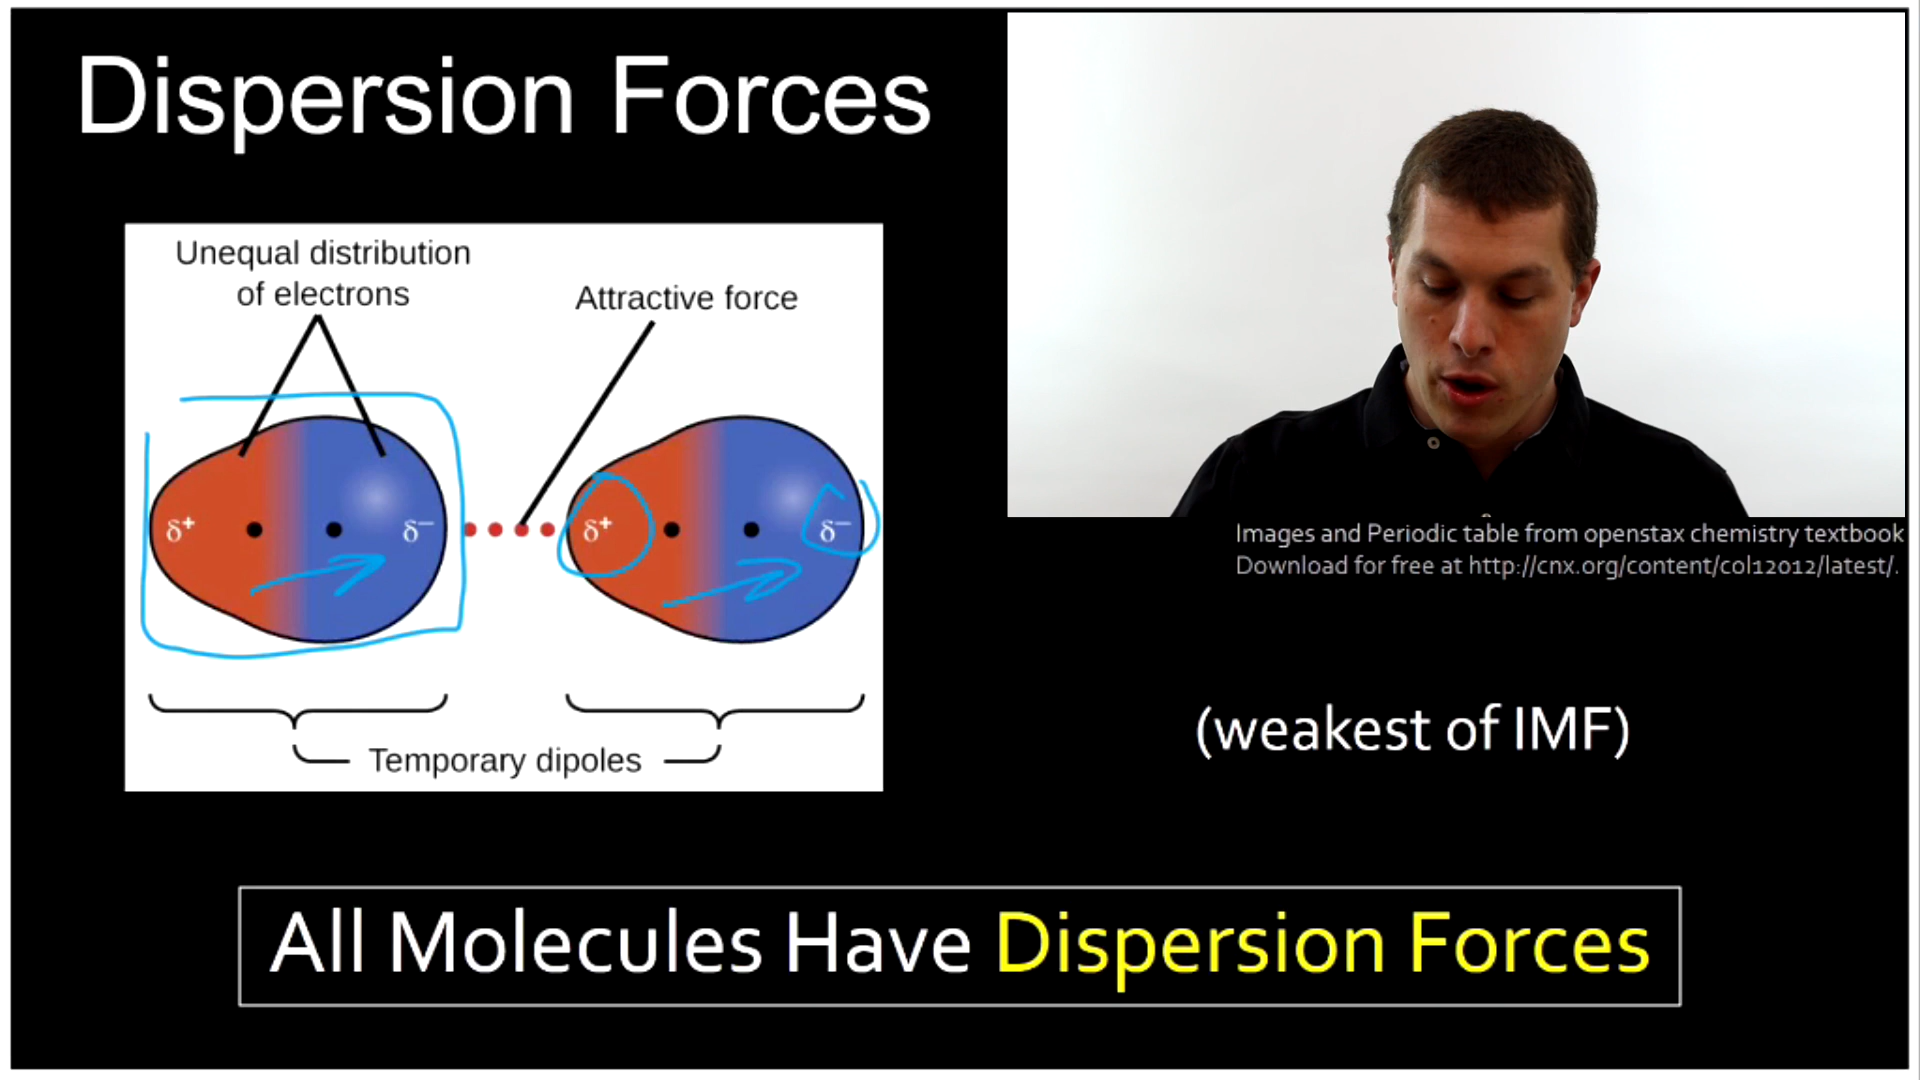 Dispersion Forces
Unequal distribution
of electrons
Attractive force
δ+
δ−
δ+
δ−
Temporary dipoles
Images and Periodic table from openstax chemistry textbook
Download for free at http://cnx.org/content/col12012/latest/.
(weakest of IMF)
All Molecules Have Dispersion Forces